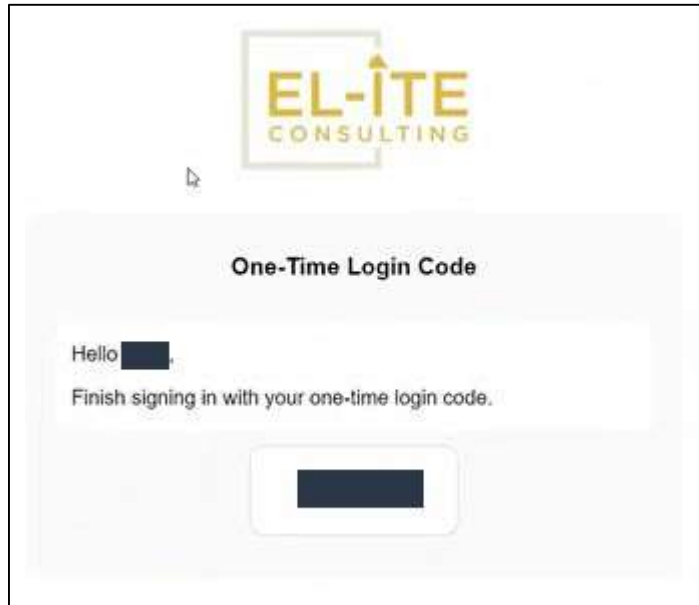 EL-ÎTE
CONSULTING
One-Time Login Code
Hello ,
Finish signing in with your one-time login code.